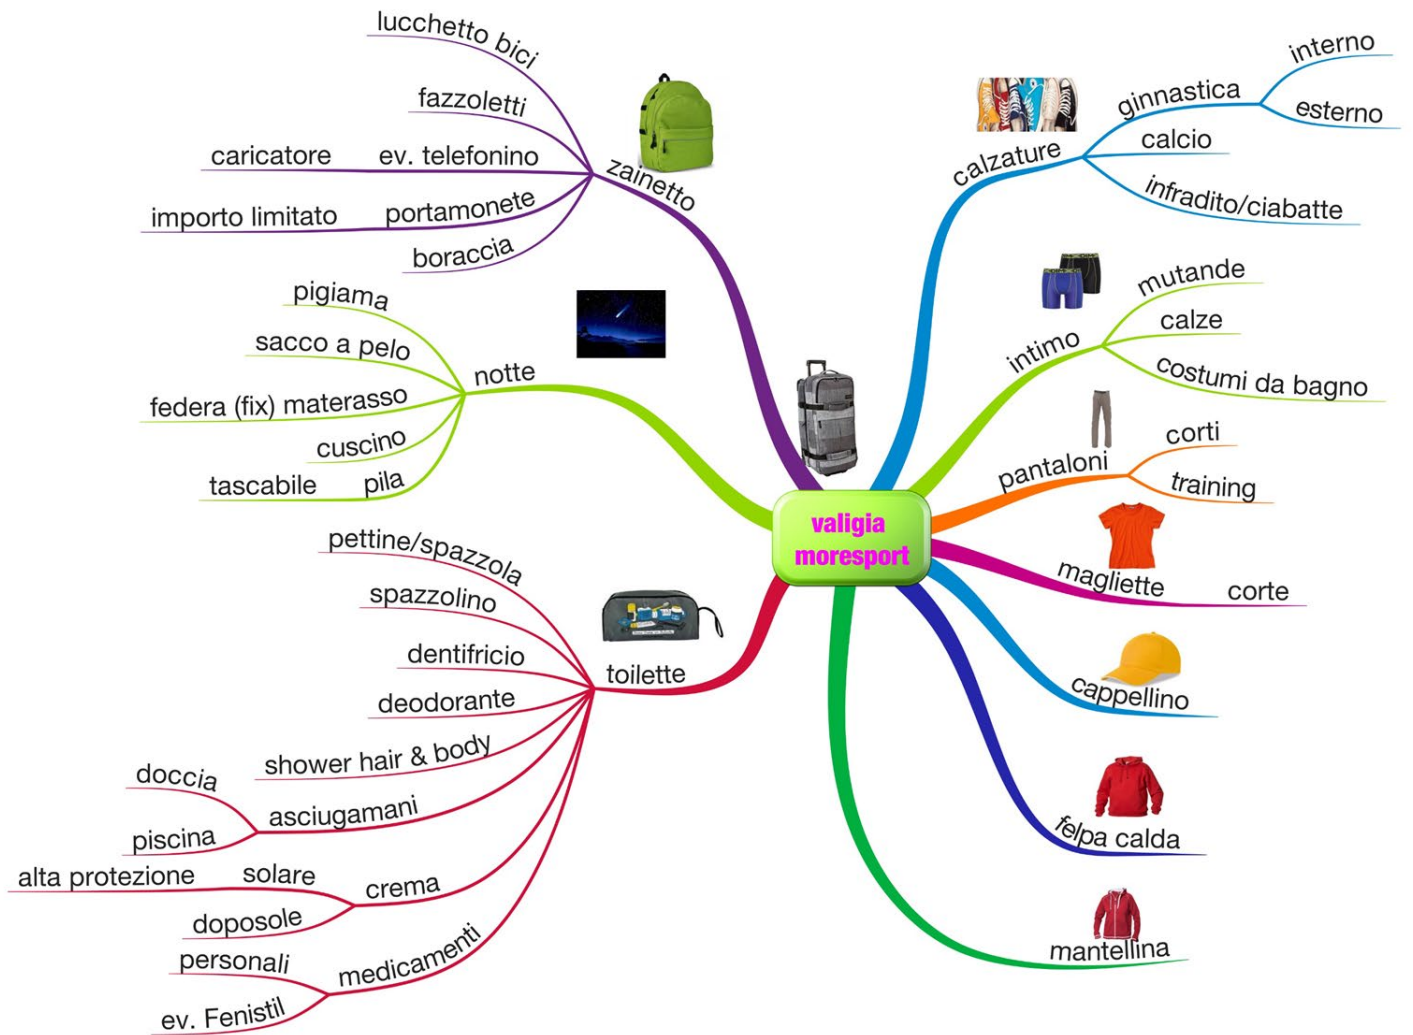 valigia
moresport
zainetto
lucchetto bici
fazzoletti
ev. telefonino
caricatore
portamonete
importo limitato
boraccia
notte
pigiama
sacco a pelo
federa (fix) materasso
cuscino
pila
tascabile
toilette
pettine/spazzola
spazzolino
dentifricio
deodorante
shower hair & body
asciugamani
doccia
piscina
crema
solare
alta protezione
doposole
medicamenti
personali
ev. Fenistil
calzature
ginnastica
interno
esterno
calcio
infradito/ciabatte
intimo
mutande
calze
costumi da bagno
pantaloni
corti
training
magliette
corte
cappellino
felpa calda
mantellina